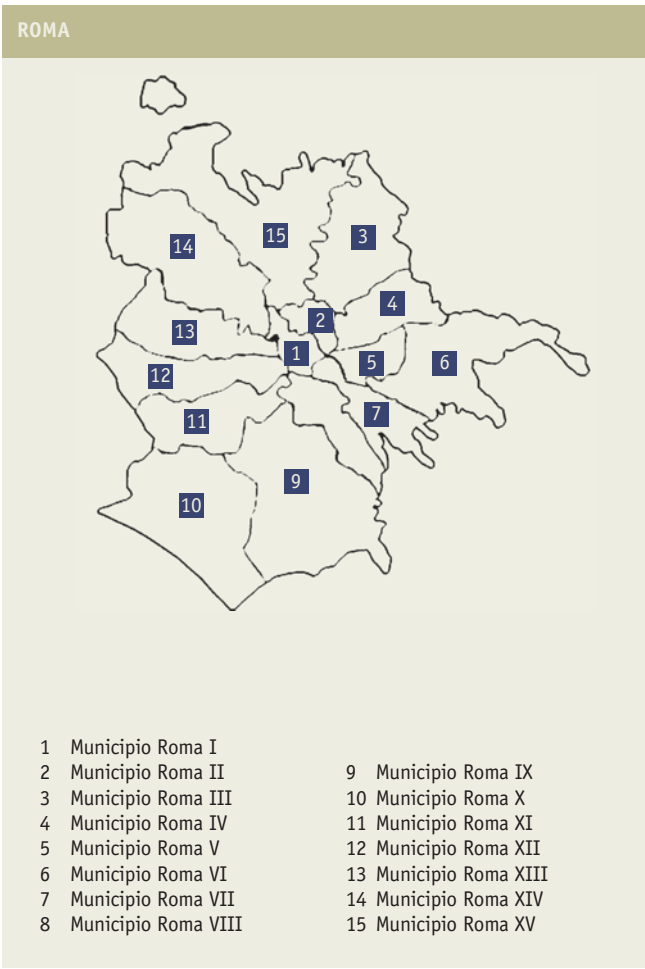 ROMA
15
3
14
4
2
13
1
5
6
12
7
11
9
10
1 Municipio Roma I
2 Municipio Roma II
3 Municipio Roma III
4 Municipio Roma IV
5 Municipio Roma V
6 Municipio Roma VI
7 Municipio Roma VII
8 Municipio Roma VIII
9 Municipio Roma IX
10 Municipio Roma X
11 Municipio Roma XI
12 Municipio Roma XII
13 Municipio Roma XIII
14 Municipio Roma XIV
15 Municipio Roma XV